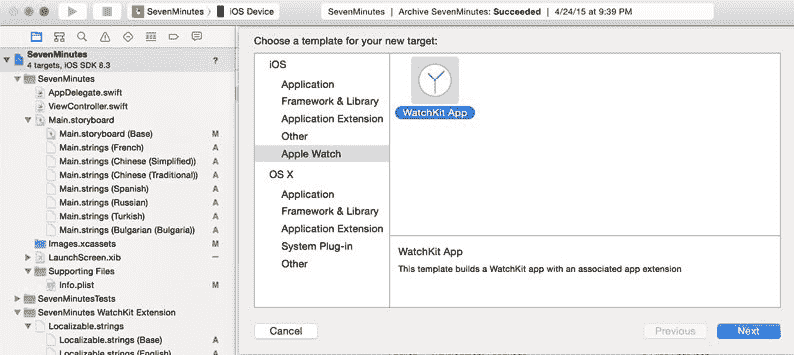 SevenMinutes
iOS Device
SevenMinutes | Archive SevenMinutes: Succeeded | 4/24/15 at 9:39 PM
SevenMinutes
4 targets, iOS SDK 8.3
?
SevenMinutes
AppDelegate.swift
ViewController.swift
Main.storyboard
Main.storyboard (Base) M
Main.strings (French) A
Main.strings (Chinese (Simplified)) A
Main.strings (Chinese (Traditional)) A
Main.strings (Spanish) A
Main.strings (Russian) A
Main.strings (Turkish) A
Main.strings (Bulgarian (Bulgaria)) A
Images.xcassets M
LaunchScreen.xib
Supporting Files
Info.plist M
SevenMinutesTests
SevenMinutes WatchKit Extension
Localizable.strings
Localizable.strings (Base) A
Localizable.strings (English) A
Choose a template for your new target:
iOS
Application
Framework & Library
Application Extension
Other
Apple Watch
OS X
Application
Framework & Library
Application Extension
System Plug-in
Other
WatchKit App
WatchKit App
This template builds a WatchKit app with an associated app extension
Cancel
Previous
Next